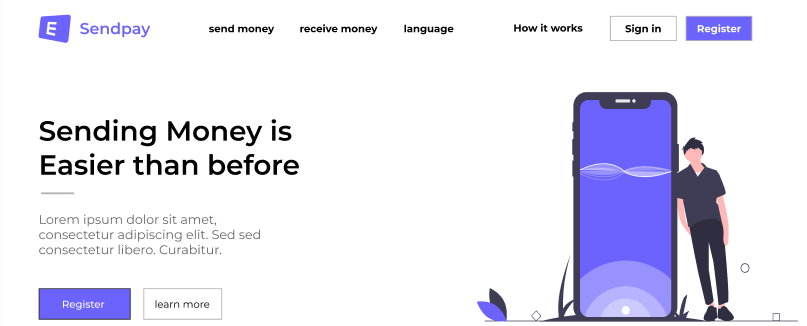 E
Sendpay
send money
receive money
language
How it works
Sign in
Register
Sending Money is
Easier than before
Lorem ipsum dolor sit amet,
consectetur adipiscing elit. Sed sed
consectetur libero. Curabitur.
Register
learn more